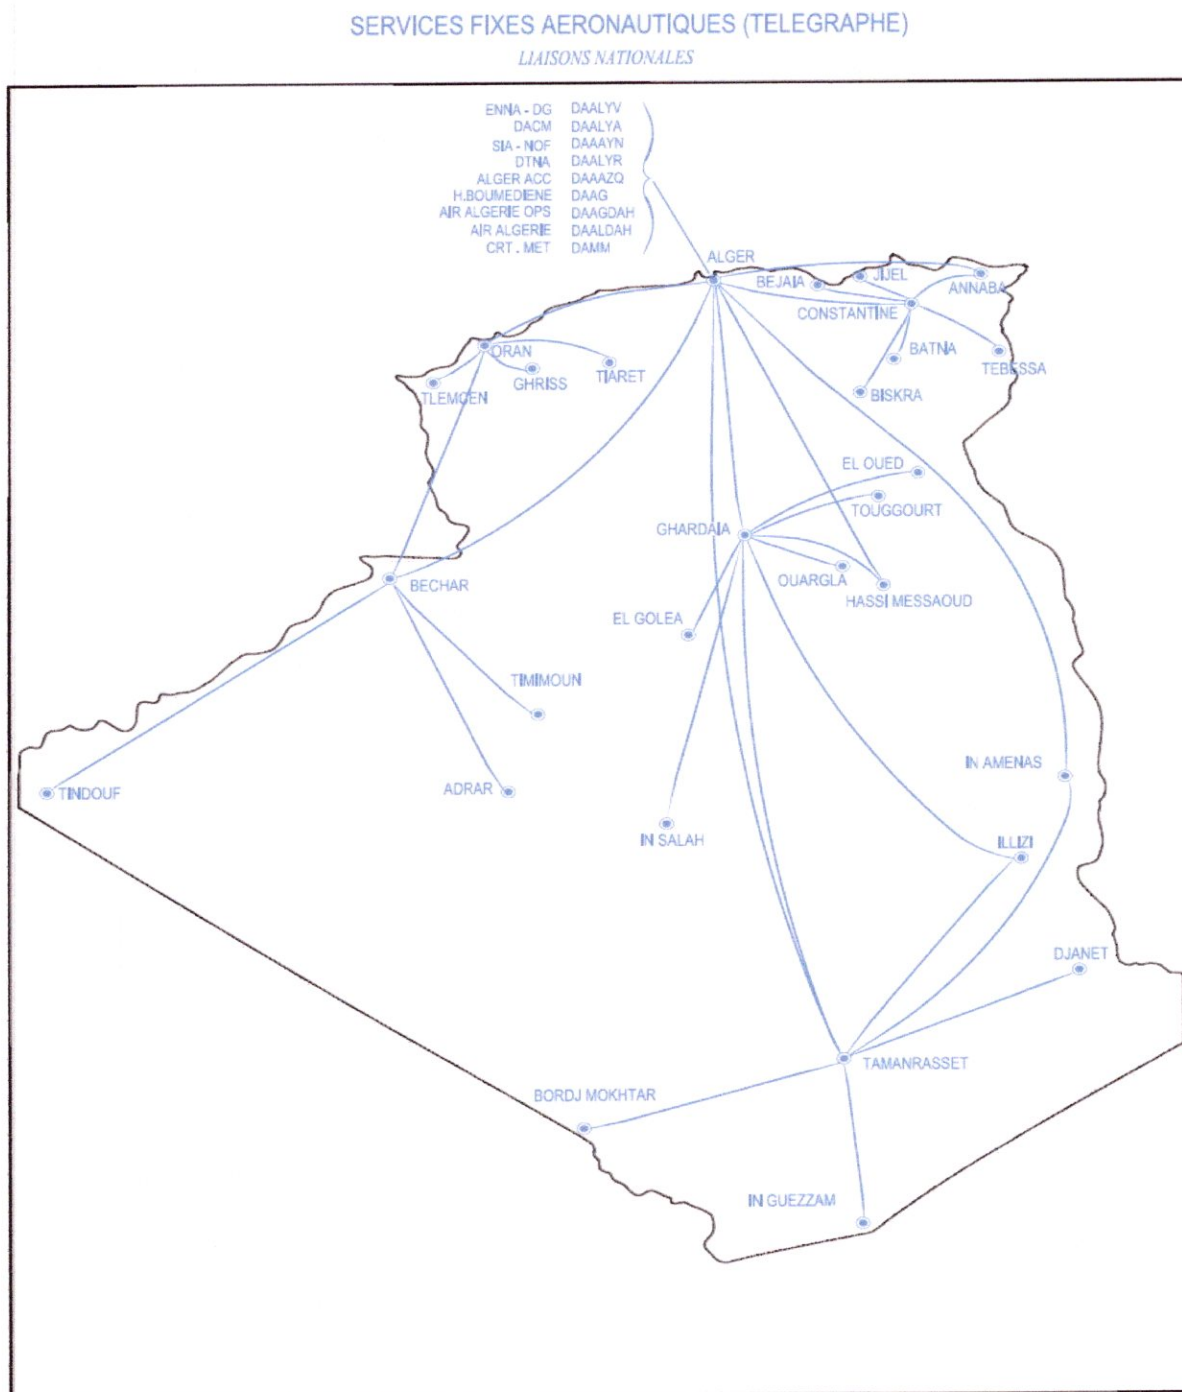 SERVICES FIXES AERONAUTIQUES (TELEGRAPHE)
LIAISONS NATIONALES
ENNA - DG DAALYV
DACM DAALYA
SIA - NOF DAAAYN
DTNA DAALYR
ALGER ACC DAAAZQ
H.BOUMEDIENE DAAG
AIR ALGERIE OPS DAAGDAH
AIR ALGERIE DAALDAH
CRT . MET DAMM
ALGER
BEJAIA
JIJEL
ANNABA
CONSTANTINE
ORAN
GHRISS
TIARET
TLEMCEN
BATNA
TEBESSA
BISKRA
EL OUED
TOUGGOURT
GHARDAIA
OUARGLA
HASSI MESSAOUD
BECHAR
EL GOLEA
TIMIMOUN
TINDOUF
ADRAR
IN SALAH
IN AMENAS
ILLIZI
DJANET
TAMANRASSET
BORDJ MOKHTAR
IN GUEZZAM